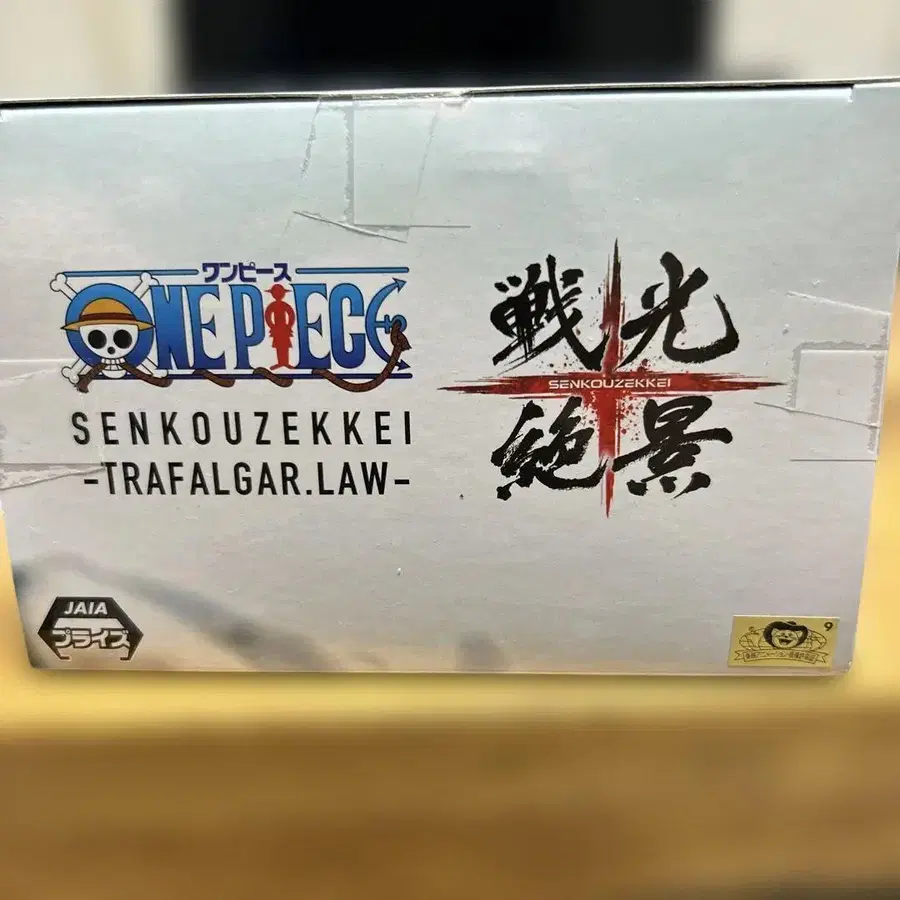 ワンピース
ONE PIECE
SENKOUZEKKEI
-TRAFALGAR.LAW-
戦光
SENKOUZEKKEI
絶景
JAIA
プライズ
9